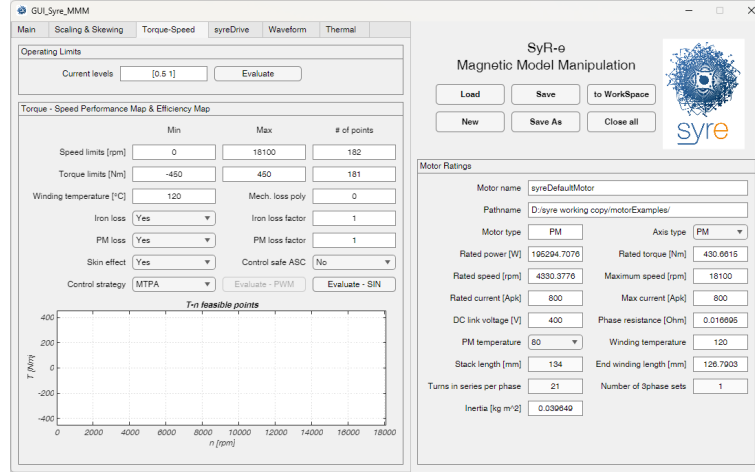 GUI_Syre_MMM
Main Scaling & Skewing Torque-Speed syreDrive Waveform Thermal
Operating Limits
Current levels [0.5 1] Evaluate
Torque - Speed Performance Map & Efficiency Map
Min Max # of points
Speed limits [rpm] 0 18100 182
Torque limits [Nm] -450 450 181
Winding temperature [°C] 120 Mech. loss poly 0
Iron loss Yes Iron loss factor 1
PM loss Yes PM loss factor 1
Skin effect Yes Control safe ASC No
Control strategy MTPA Evaluate - PWM Evaluate - SIN
T-n feasible points
400
200
0
-200
-400
T [Nm]
0 2000 4000 6000 8000 10000 12000 14000 16000 18000
n [rpm]
SyR-e
Magnetic Model Manipulation
Load Save to WorkSpace
New Save As Close all
syre
Motor Ratings
Motor name syreDefaultMotor
Pathname D:/syre working copy/motorExamples/
Motor type PM Axis type PM
Rated power [W] 195294.7076 Rated torque [Nm] 430.6615
Rated speed [rpm] 4330.3776 Maximum speed [rpm] 18100
Rated current [Apk] 800 Max current [Apk] 800
DC link voltage [V] 400 Phase resistance [Ohm] 0.016695
PM temperature 80 Winding temperature 120
Stack length [mm] 134 End winding length [mm] 126.7903
Turns in series per phase 21 Number of 3phase sets 1
Inertia [kg m^2] 0.039649